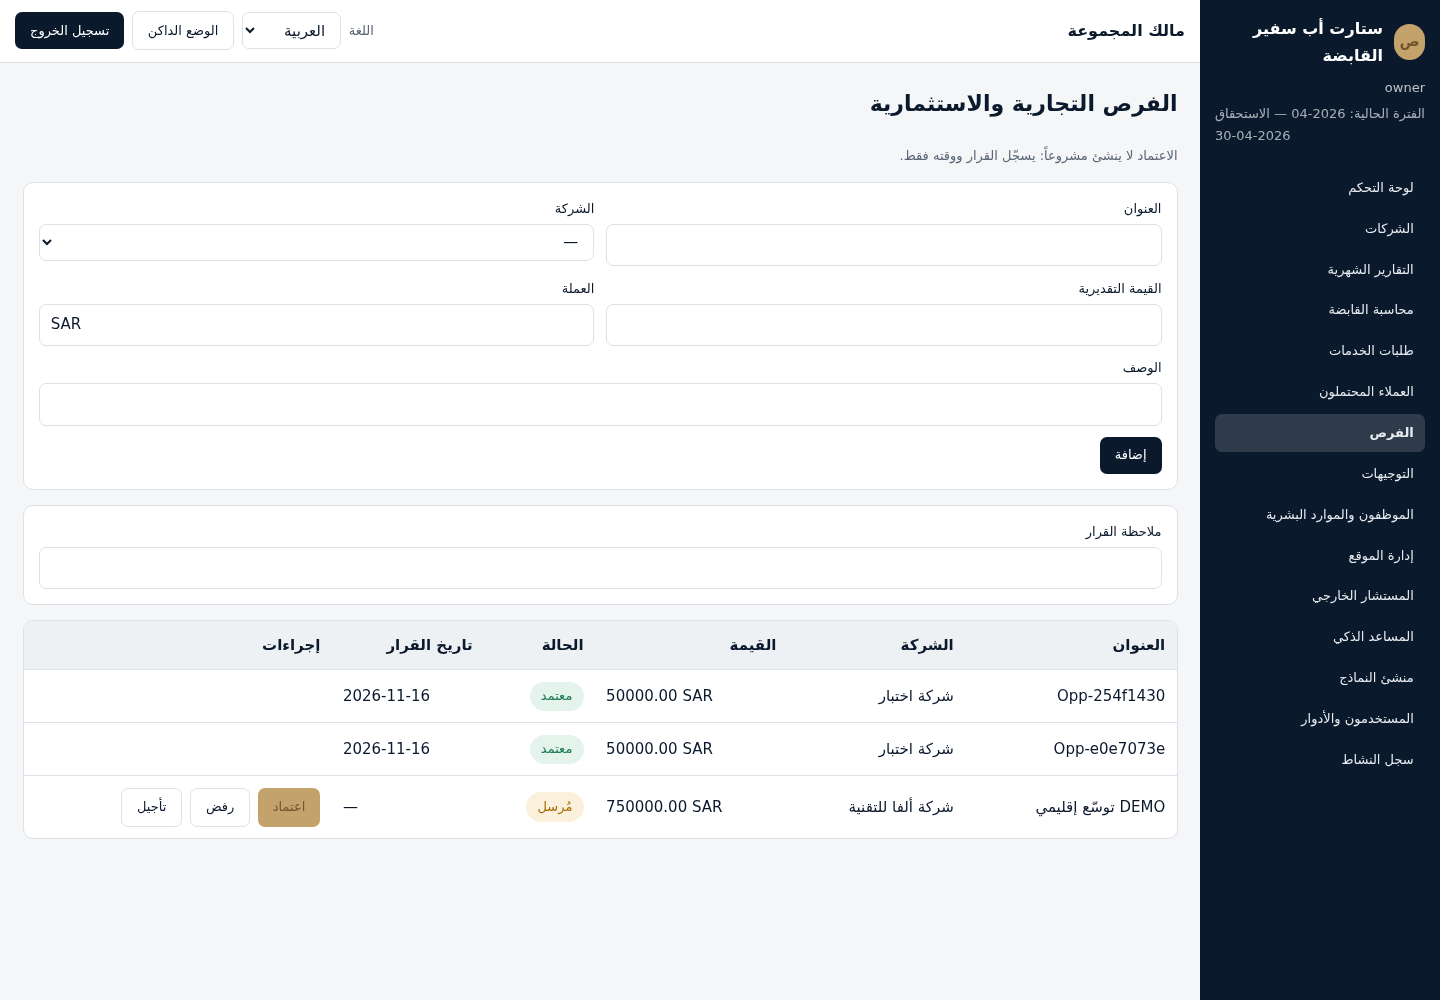 ص
ستارت أب سفير
القابضة
owner
الفترة الحالية: 2026-04 — الاستحقاق
2026-04-30
لوحة التحكم
الشركات
التقارير الشهرية
محاسبة القابضة
طلبات الخدمات
العملاء المحتملون
الفرص
التوجيهات
الموظفون والموارد البشرية
إدارة الموقع
المستشار الخارجي
المساعد الذكي
منشئ النماذج
المستخدمون والأدوار
سجل النشاط
مالك المجموعة اللغة العربية الوضع الداكن تسجيل الخروج
الفرص التجارية والاستثمارية
الاعتماد لا ينشئ مشروعاً: يسجّل القرار ووقته فقط.
العنوان الشركة
—
القيمة التقديرية العملة
SAR
الوصف
إضافة
ملاحظة القرار
العنوان الشركة القيمة الحالة تاريخ القرار إجراءات
Opp-254f1430 شركة اختبار 50000.00 SAR معتمد 2026-11-16
Opp-e0e7073e شركة اختبار 50000.00 SAR معتمد 2026-11-16
DEMO توسّع إقليمي شركة ألفا للتقنية 750000.00 SAR مُرسل — اعتماد رفض تأجيل